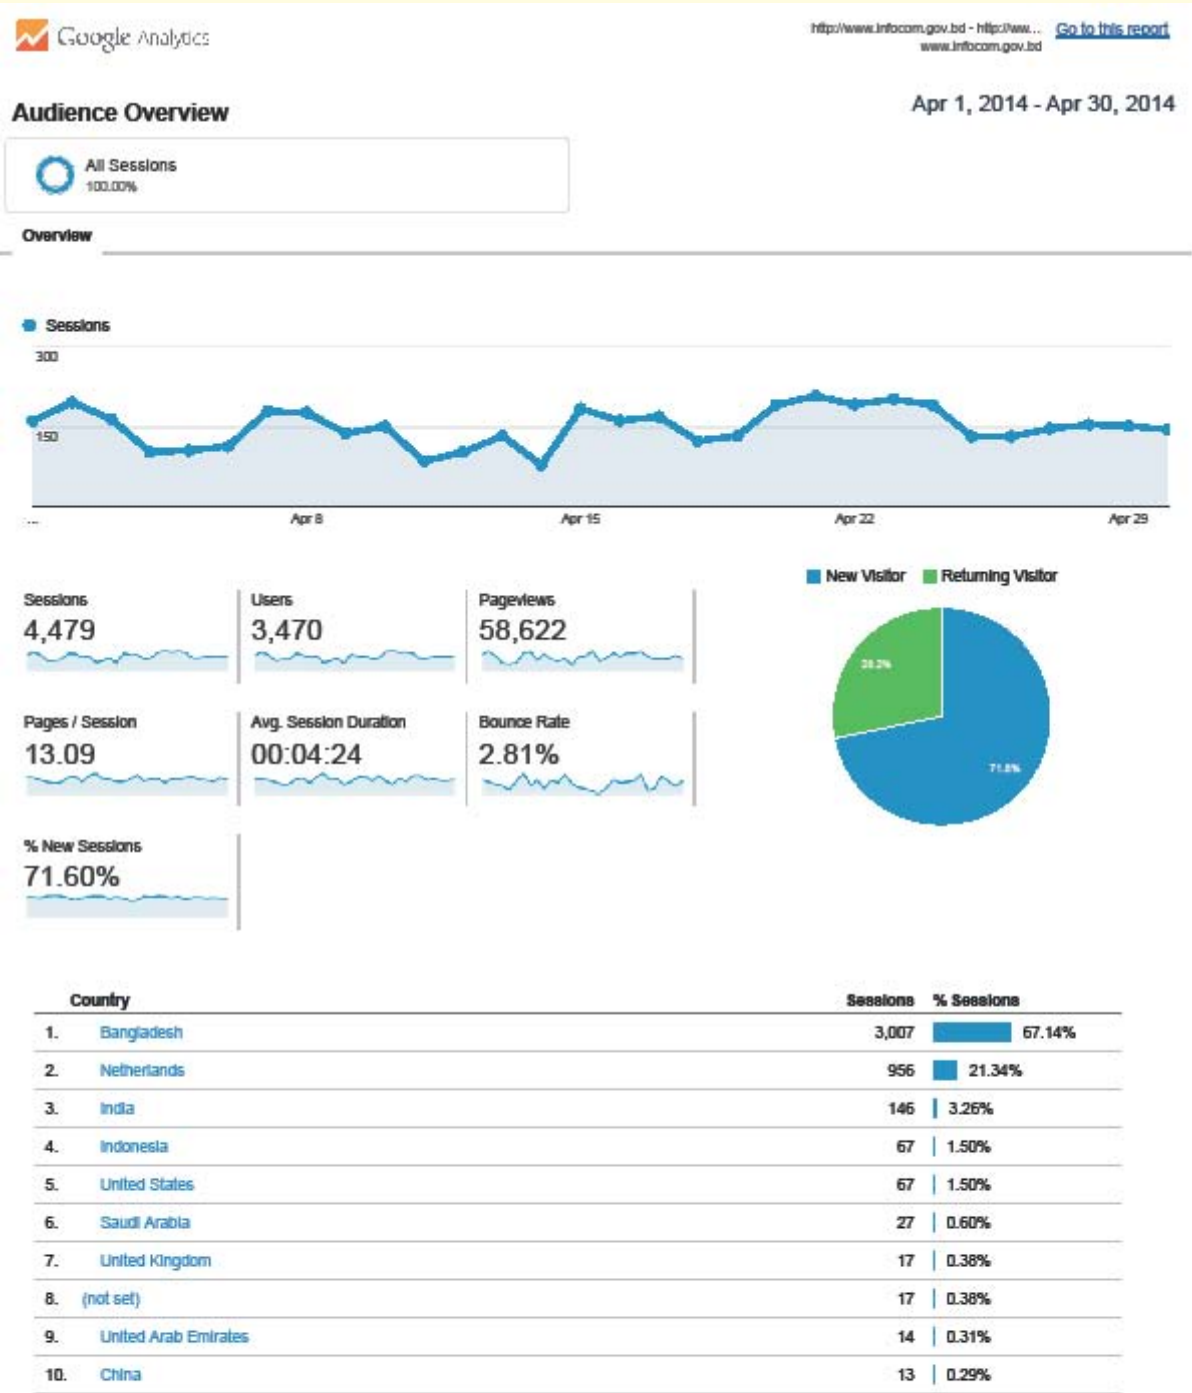 Google Analytics
http://www.infocom.gov.bd - http://ww... Go to this report
www.infocom.gov.bd
Audience Overview
Apr 1, 2014 - Apr 30, 2014
All Sessions
100.00%
Overview
Sessions
300
150
... Apr 8 Apr 15 Apr 22 Apr 29
New Visitor Returning Visitor
28.2%
71.8%
Sessions Users Pageviews
4,479 3,470 58,622
Pages / Session Avg. Session Duration Bounce Rate
13.09 00:04:24 2.81%
% New Sessions
71.60%
Country Sessions % Sessions
1. Bangladesh 3,007 67.14%
2. Netherlands 956 21.34%
3. India 146 3.26%
4. Indonesia 67 1.50%
5. United States 67 1.50%
6. Saudi Arabia 27 0.60%
7. United Kingdom 17 0.38%
8. (not set) 17 0.38%
9. United Arab Emirates 14 0.31%
10. China 13 0.29%